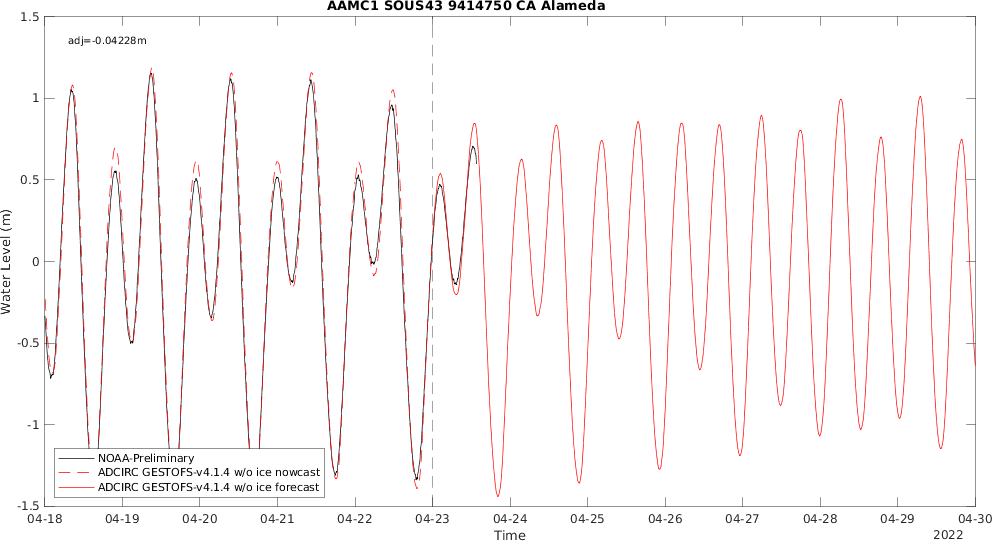 AAMC1 SOUS43 9414750 CA Alameda
adj=-0.04228m
Water Level (m)
1.5
1
0.5
0
-0.5
-1
-1.5
NOAA-Preliminary
ADCIRC GESTOFS-v4.1.4 w/o ice nowcast
ADCIRC GESTOFS-v4.1.4 w/o ice forecast
04-18 04-19 04-20 04-21 04-22 04-23 04-24 04-25 04-26 04-27 04-28 04-29 04-30
Time
2022